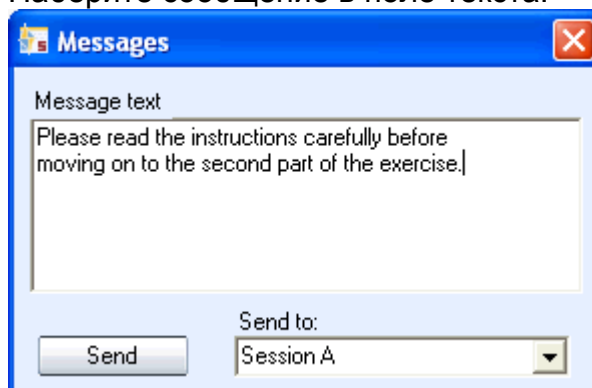 Наберите сообщение в поле текста.
Messages
Message text
Please read the instructions carefully before
moving on to the second part of the exercise.
Send to:
Send
Session A